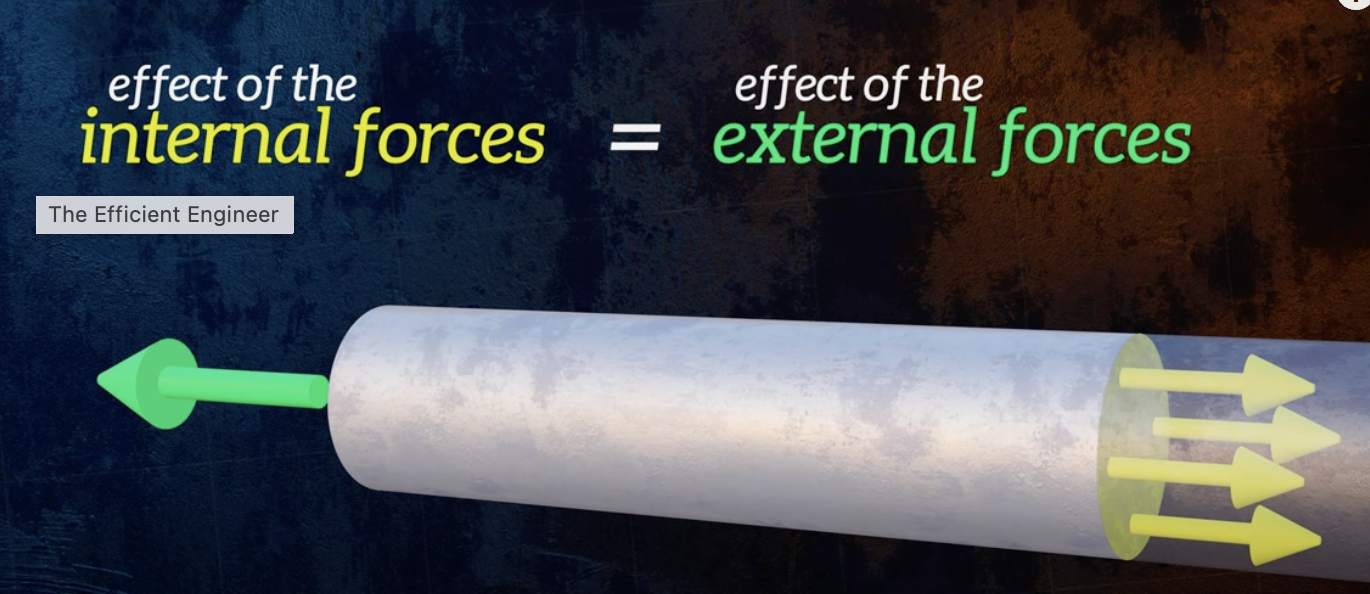 effect of the
internal forces
=
effect of the
external forces
The Efficient Engineer